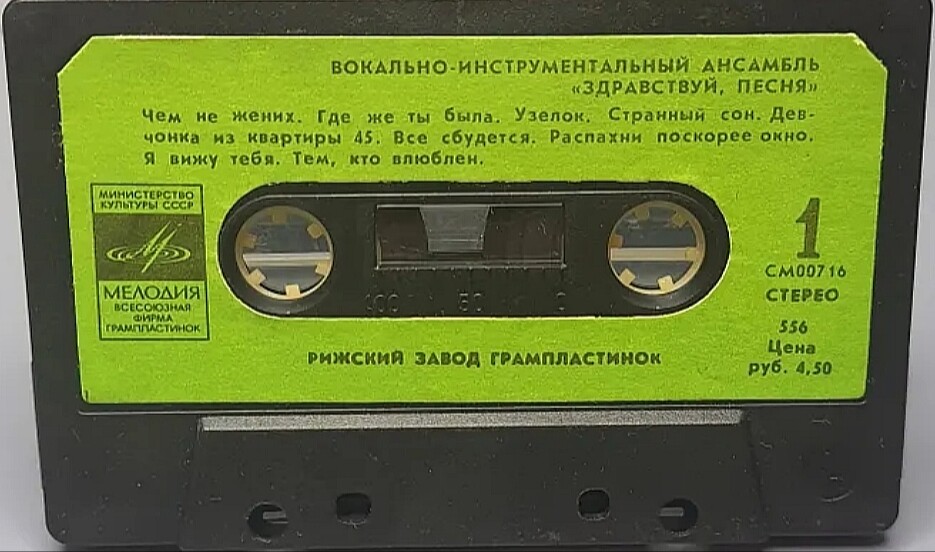 ВОКАЛЬНО-ИНСТРУМЕНТАЛЬНЫЙ АНСАМБЛЬ
«ЗДРАВСТВУЙ, ПЕСНЯ»
Чем не жених. Где же ты была. Узелок. Странный сон. Дев-
чонка из квартиры 45. Все сбудется. Распахни поскорее окно.
Я вижу тебя. Тем, кто влюблен.
МИНИСТЕРСТВО
КУЛЬТУРЫ СССР
МЕЛОДИЯ
ВСЕСОЮЗНАЯ
ФИРМА
ГРАМПЛАСТИНОК
100 50 0
1
СМ00716
СТЕРЕО
556
Цена
руб. 4,50
РИЖСКИЙ ЗАВОД ГРАМПЛАСТИНОК